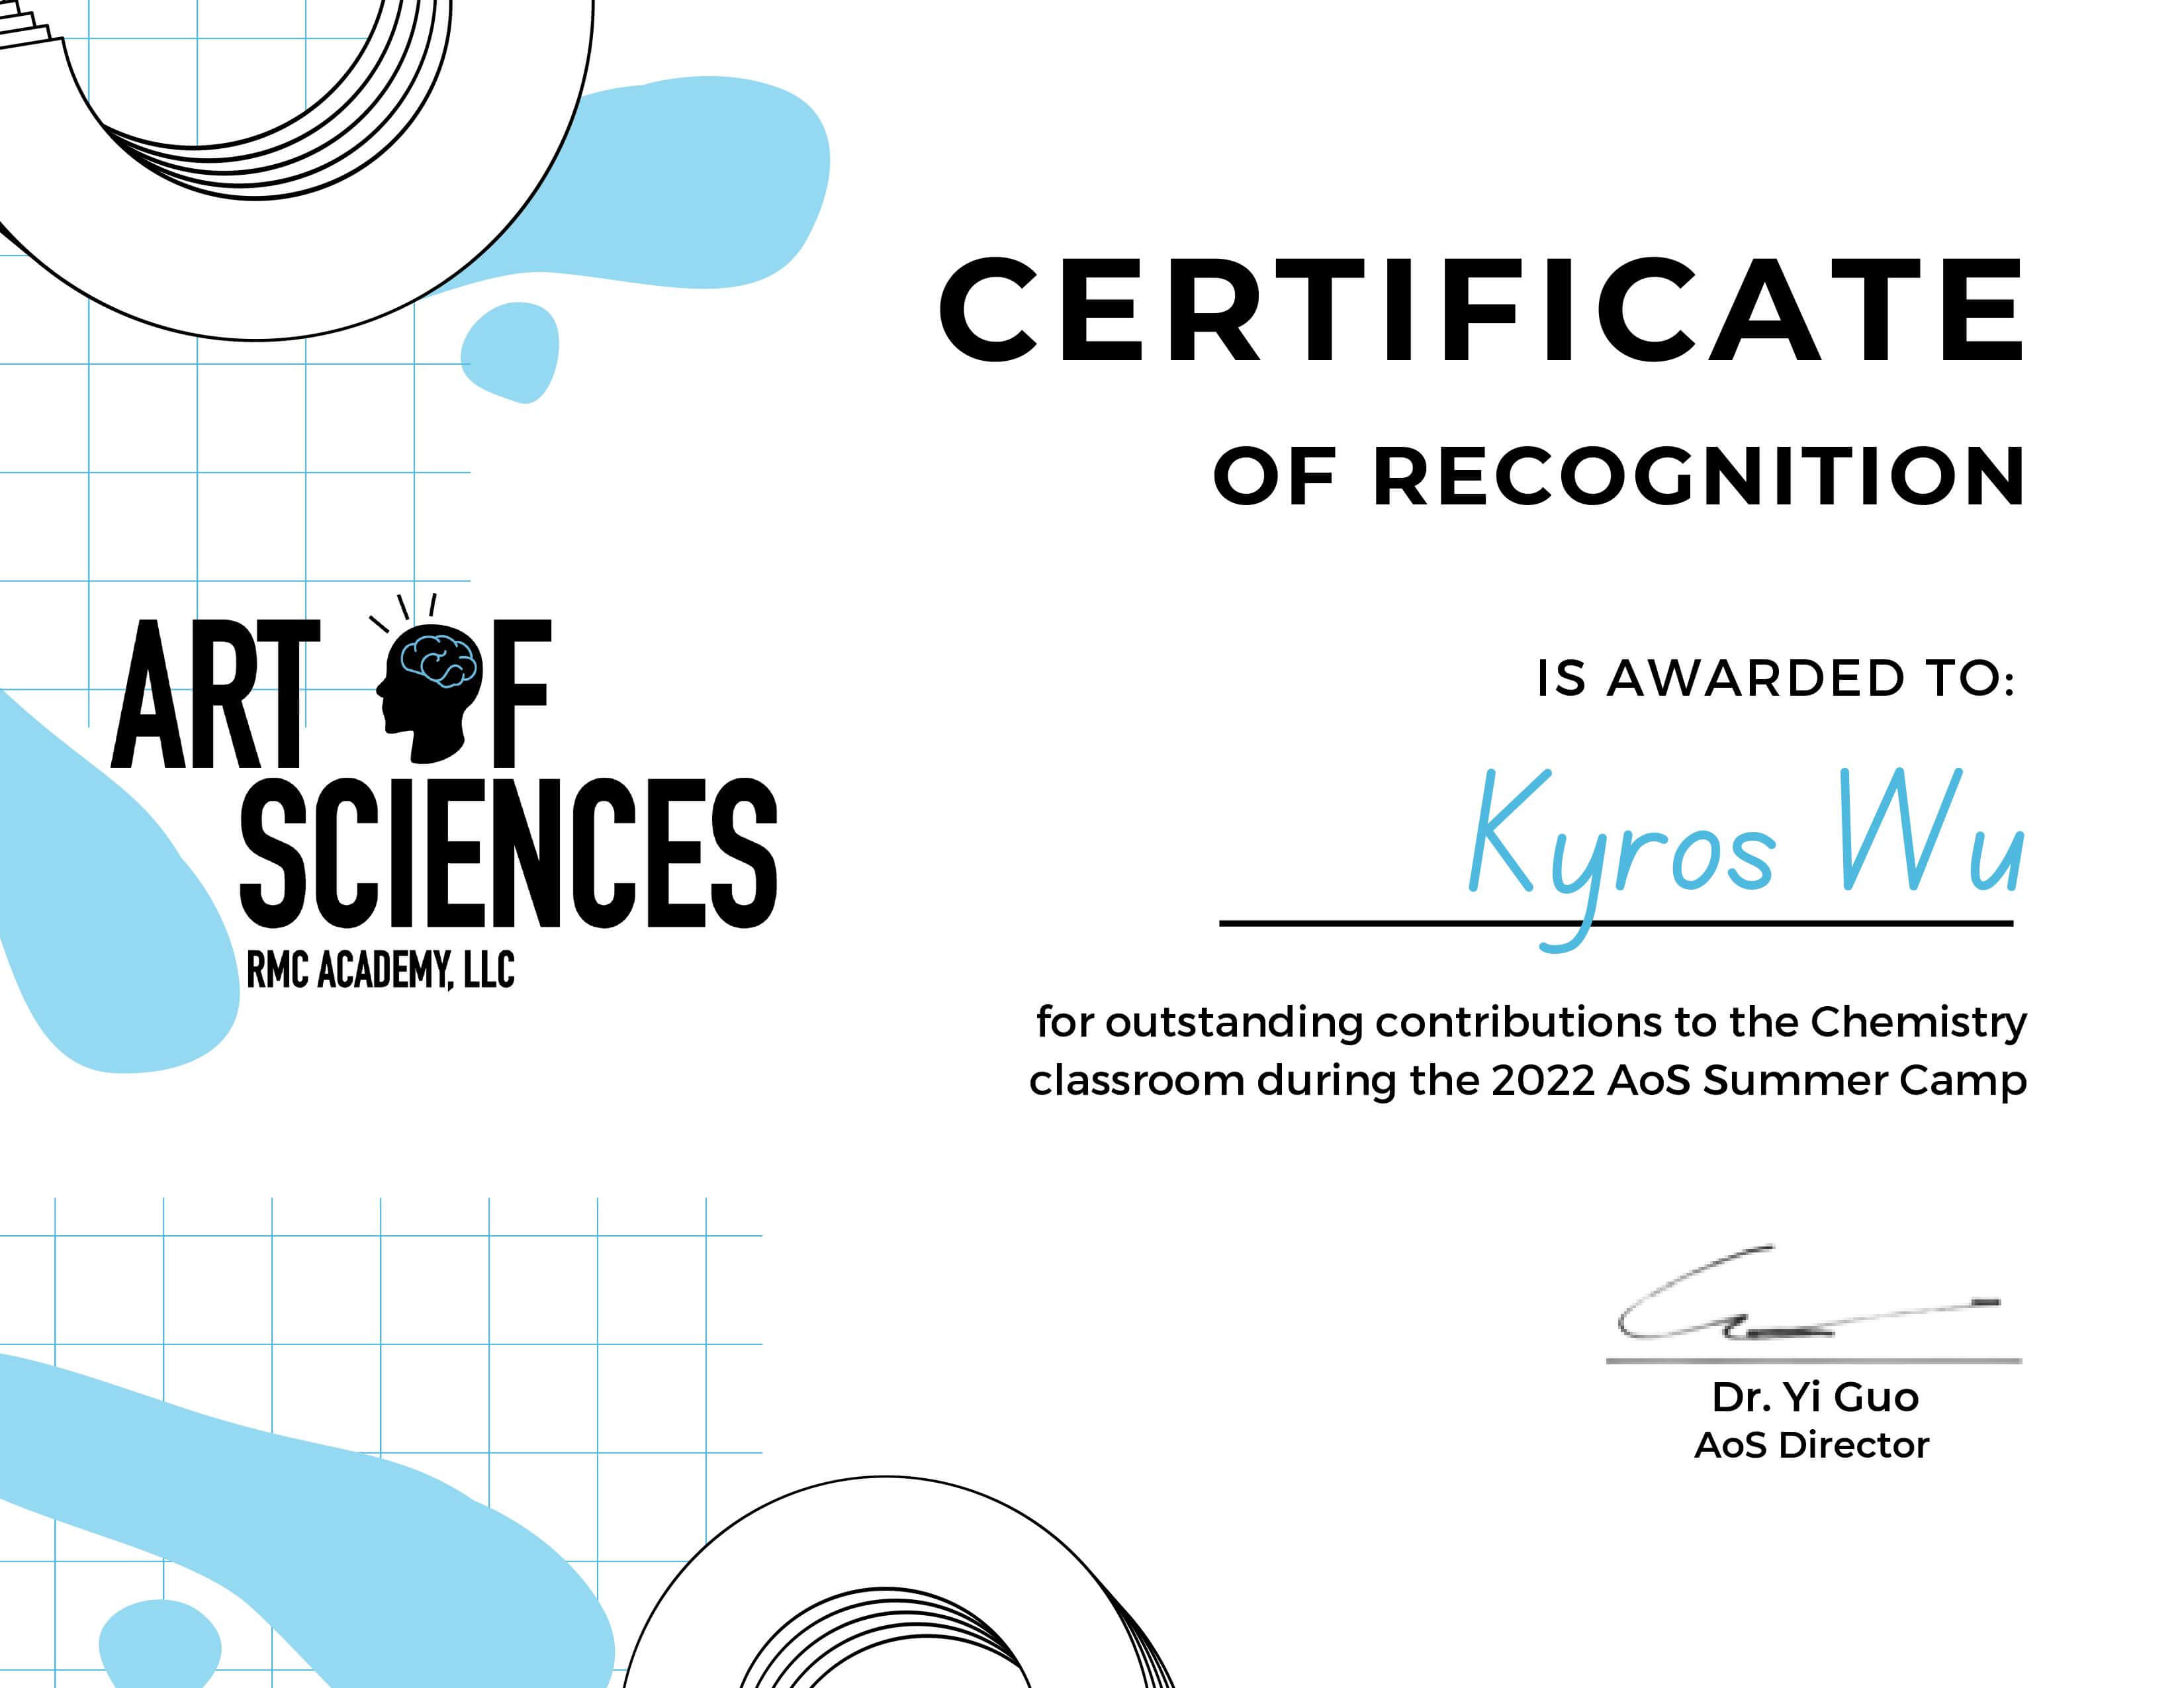 CERTIFICATE
OF RECOGNITION
ART OF
SCIENCES
RMC ACADEMY, LLC
IS AWARDED TO:
Kyros Wu
for outstanding contributions to the Chemistry
classroom during the 2022 AoS Summer Camp
Dr. Yi Guo
AoS Director